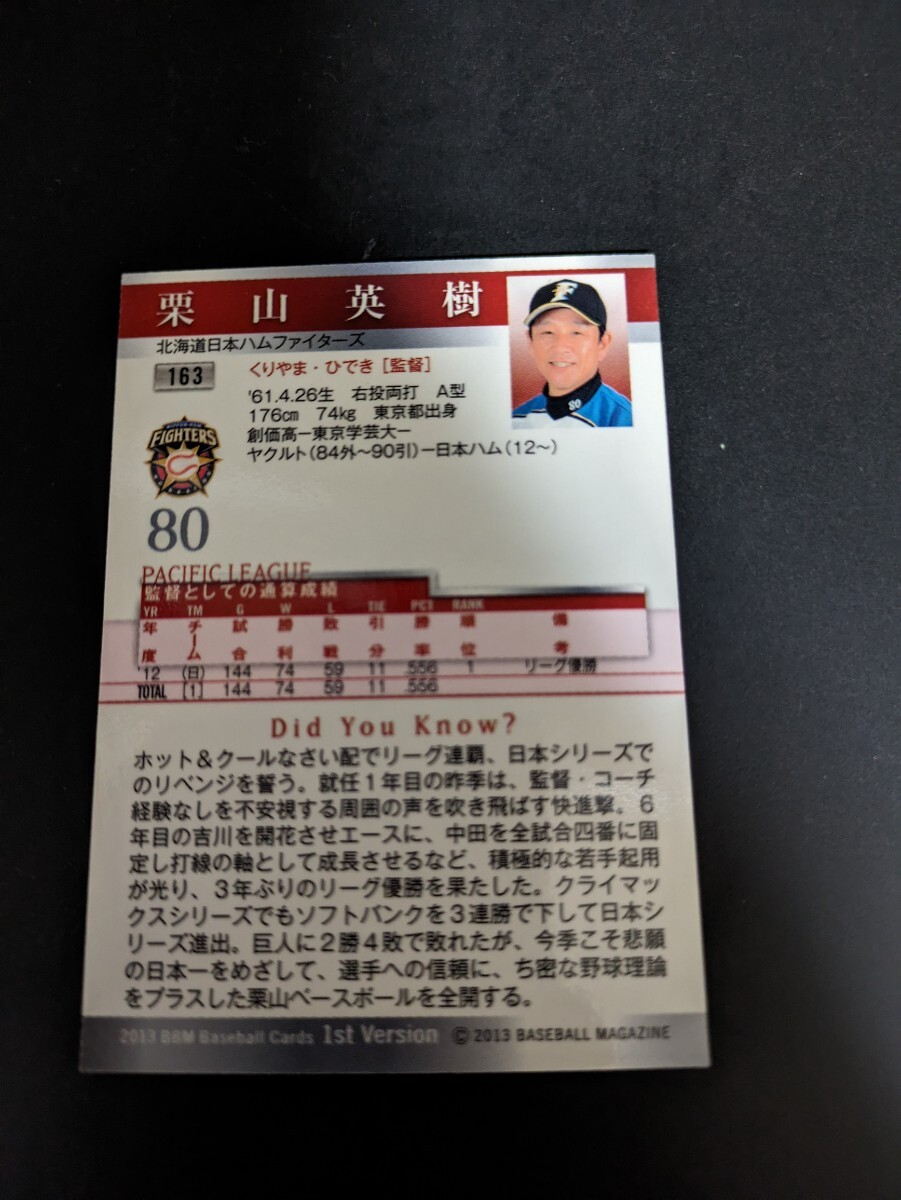 栗山英樹
北海道日本ハムファイターズ
163
くりやま・ひでき [監督]
'61.4.26生 右投両打 A型
176cm 74kg 東京都出身
創価高ー東京学芸大ー
ヤクルト(84外〜90引)ー日本ハム(12〜)
F
80
FIGHTERS
80
PACIFIC LEAGUE
監督としての通算成績
YR TM G W L TIE PCT RANK
年度 チーム 試合 勝利 敗戦 引分 勝率 順位 備考
'12 (日) 144 74 59 11 .556 1 リーグ優勝
TOTAL [1] 144 74 59 11 .556
Did You Know?
ホット&クールなさい配でリーグ連覇、日本シリーズで
のリベンジを誓う。就任1年目の昨季は、監督・コーチ
経験なしを不安視する周囲の声を吹き飛ばす快進撃。6
年目の吉川を開花させエースに、中田を全試合四番に固
定し打線の軸として成長させるなど、積極的な若手起用
が光り、3年ぶりのリーグ優勝を果たした。クライマッ
クスシリーズでもソフトバンクを3連勝で下して日本シ
リーズ進出。巨人に2勝4敗で敗れたが、今季こそ悲願
の日本一をめざして、選手への信頼に、ち密な野球理論
をプラスした栗山ベースボールを全開する。
2013 BBM Baseball Cards 1st Version © 2013 BASEBALL MAGAZINE